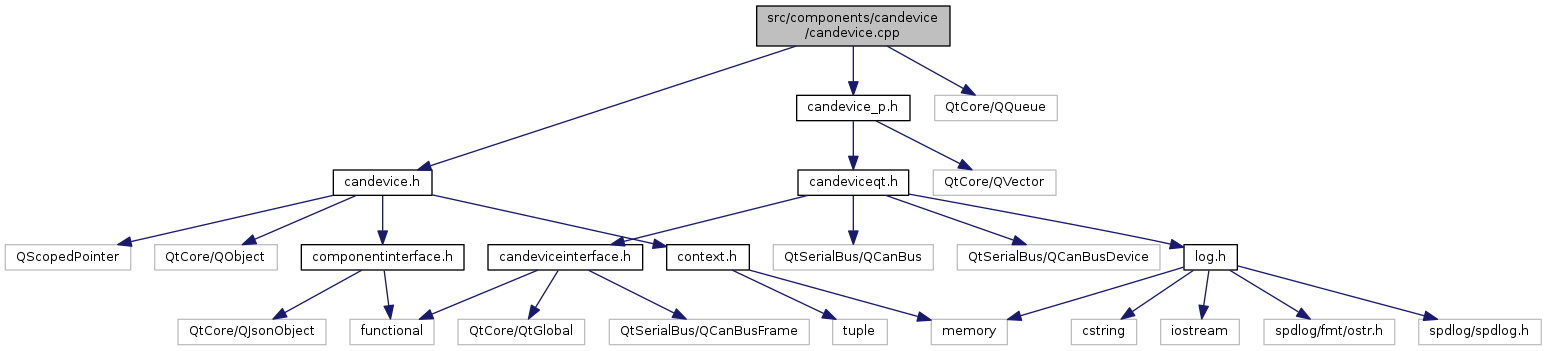 src/components/candevice
/candevice.cpp
candevice_p.h
QtCore/QQueue
candevice.h
candeviceqt.h
QtCore/QVector
QScopedPointer
QtCore/QObject
componentinterface.h
candeviceinterface.h
context.h
QtSerialBus/QCanBus
QtSerialBus/QCanBusDevice
log.h
QtCore/QJsonObject
functional
QtCore/QtGlobal
QtSerialBus/QCanBusFrame
tuple
memory
cstring
iostream
spdlog/fmt/ostr.h
spdlog/spdlog.h